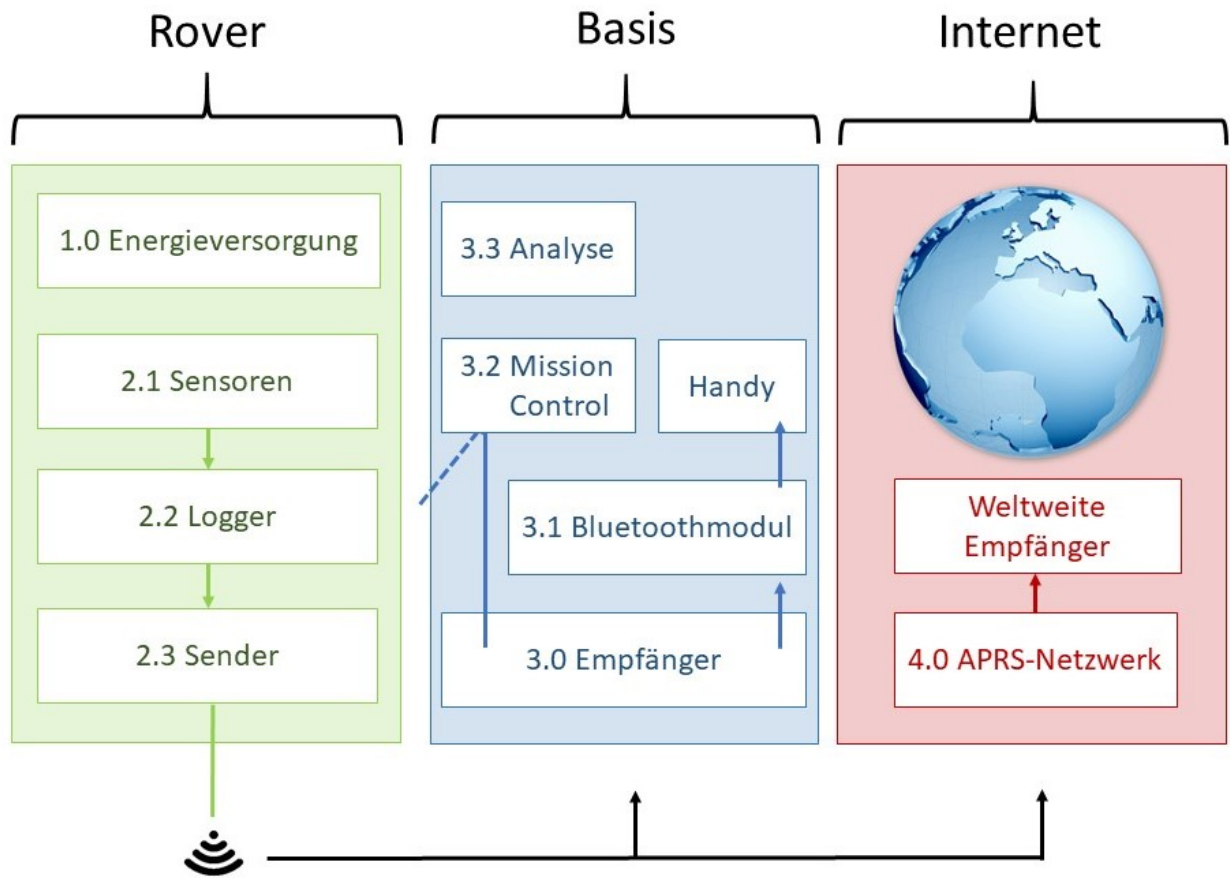 Rover
Basis
Internet
1.0 Energieversorgung
2.1 Sensoren
2.2 Logger
2.3 Sender
3.3 Analyse
3.2 Mission
Control
Handy
3.1 Bluetoothmodul
3.0 Empfänger
Weltweite
Empfänger
4.0 APRS-Netzwerk